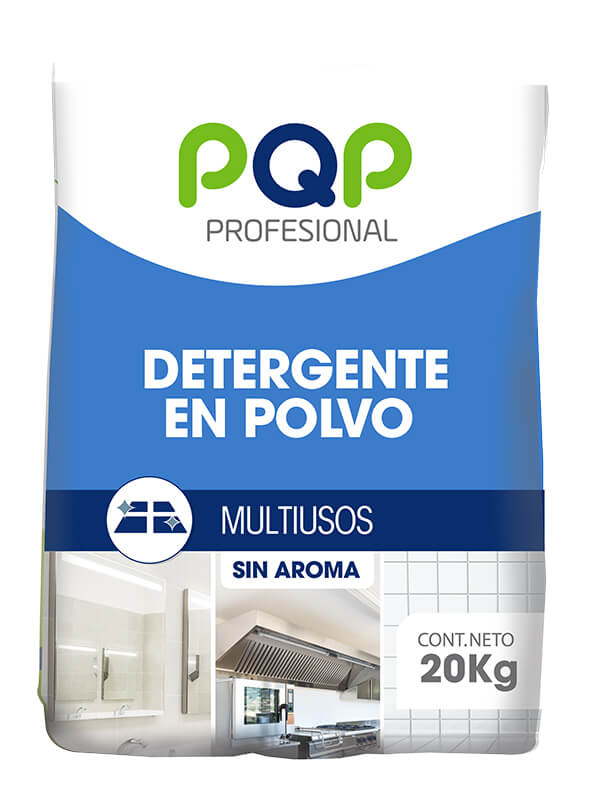 PQP
PROFESIONAL
DETERGENTE
EN POLVO
MULTIUSOS
SIN AROMA
CONT.NETO
20Kg